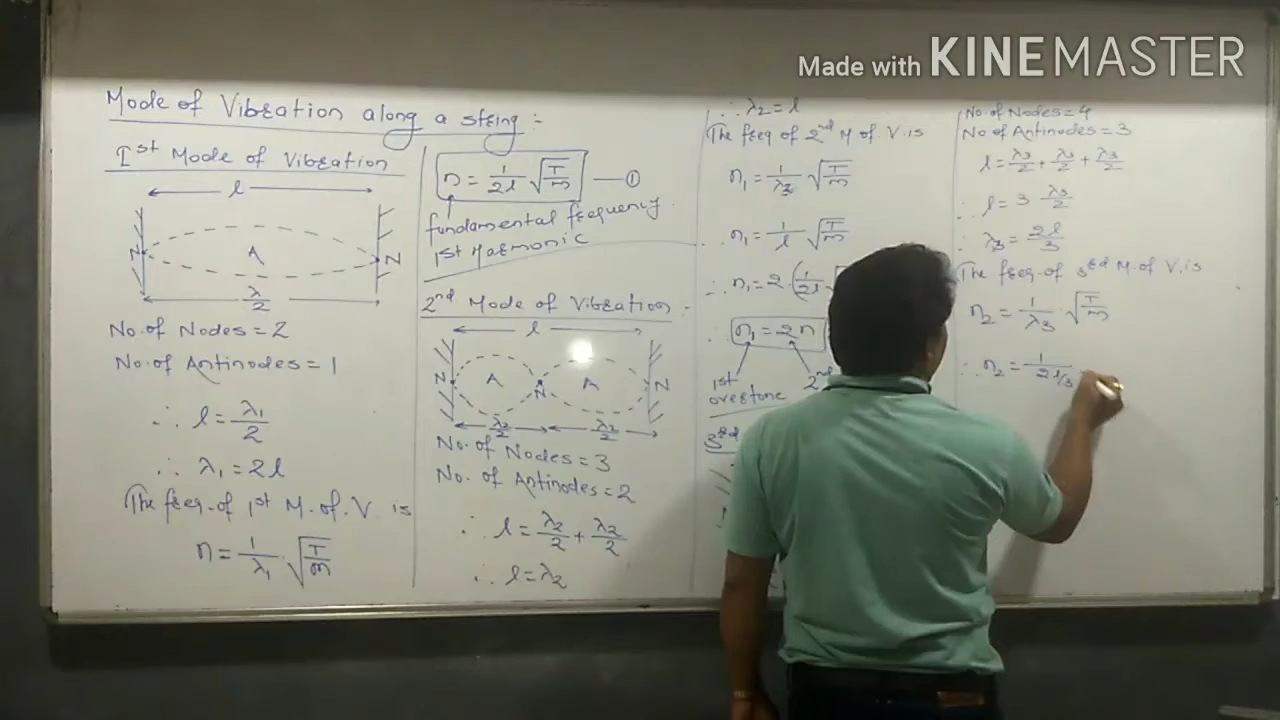 Made with KINEMASTER
Mode of Vibration along a string :-
Ist Mode of Vibration
l
N A N
λ/2
No. of Nodes = 2
No. of Antinodes = 1
∴ l = λ₁/2
∴ λ₁ = 2l
The freq. of 1st M. of. V. is
n = 1/λ₁ · √(T/m)
n = 1/2l √(T/m) —— ①
fundamental frequency.
1st Harmonic
2nd Mode of Vibration :-
l
N A N A N
λ₂/2 λ₂/2
No. of Nodes = 3
No. of Antinodes = 2
∴ l = λ₂/2 + λ₂/2
∴ l = λ₂
∴ λ₂ = l
The freq of 2nd M. of. V. is
n₁ = 1/λ₃ √(T/m)
∴ n₁ = 1/l √(T/m)
∴ n₁ = 2 · (1/2l
∴ n₁ = 2n
1st 2nd
overtone
3rd
No. of Nodes = 4
No of Antinodes = 3
l = λ₃/2 + λ₃/2 + λ₃/2
∴ l = 3 λ₃/2
∴ λ₃ = 2l/3
The freq. of 3rd M. of V. is
n₂ = 1/λ₃ · √(T/m)
∴ n₂ = 1/2l/3